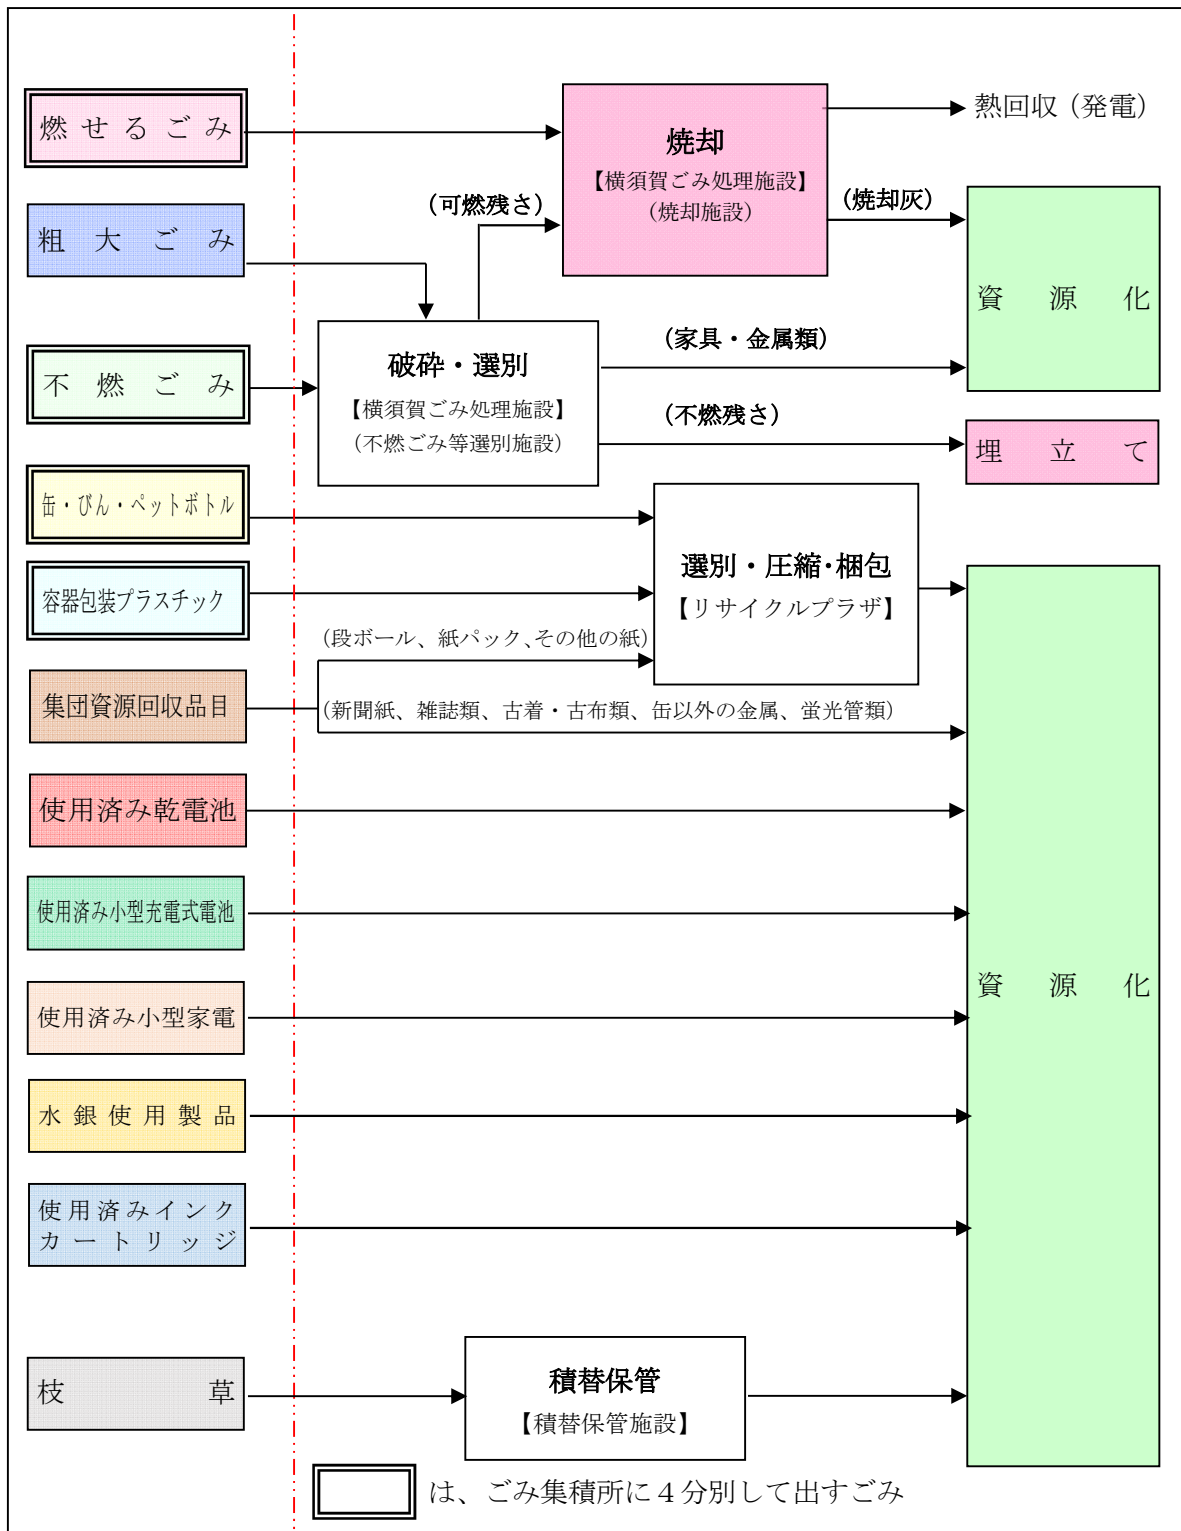 燃せるごみ
焼却
【横須賀ごみ処理施設】
(焼却施設)
熱回収（発電）
(可燃残さ)
(焼却灰)
粗大ごみ
資源化
破砕・選別
【横須賀ごみ処理施設】
(不燃ごみ等選別施設)
(家具・金属類)
不燃ごみ
(不燃残さ)
埋立て
缶・びん・ペットボトル
選別・圧縮・梱包
【リサイクルプラザ】
容器包装プラスチック
(段ボール、紙パック、その他の紙)
集団資源回収品目
(新聞紙、雑誌類、古着・古布類、缶以外の金属、蛍光管類)
使用済み乾電池
使用済み小型充電式電池
資源化
使用済み小型家電
水銀使用製品
使用済みインク
カートリッジ
枝草
積替保管
【積替保管施設】
は、ごみ集積所に４分別して出すごみ